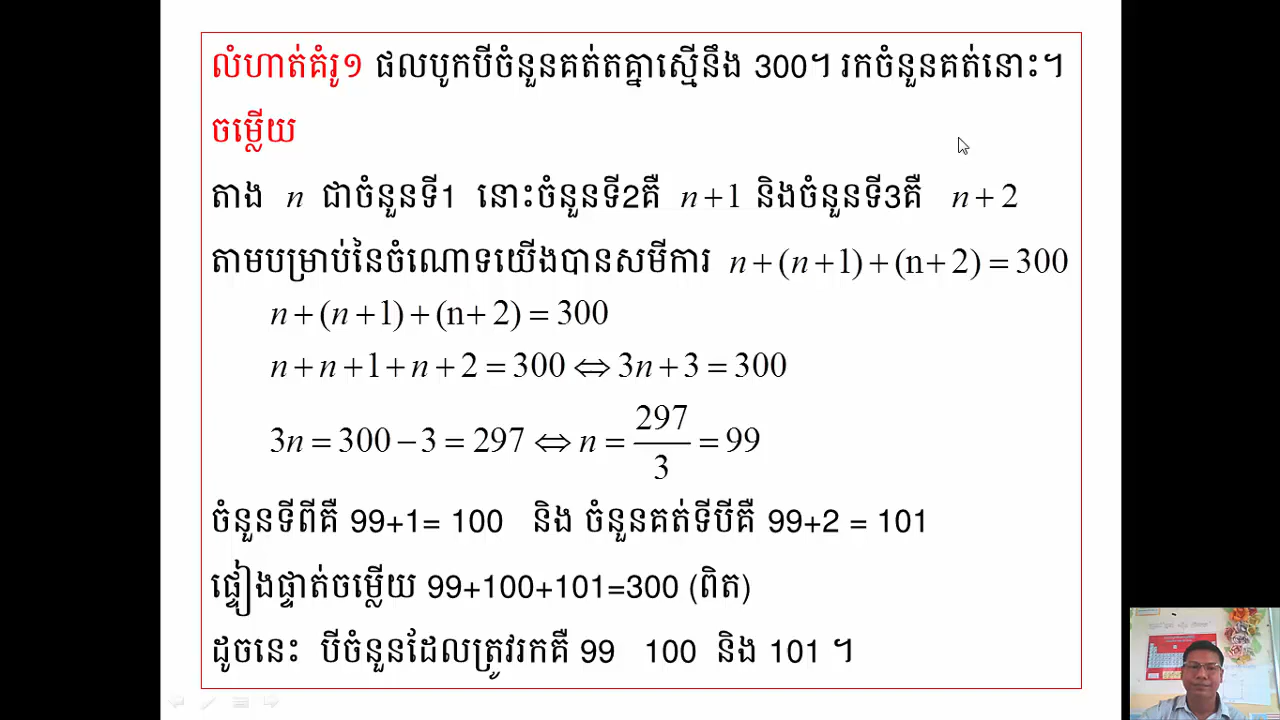 លំហាត់គំរូ១ ផលបូកបីចំនួនគត់តគ្នាស្មើនឹង 300។ រកចំនួនគត់នោះ។
ចម្លើយ
តាង n ជាចំនួនទី1 នោះចំនួនទី2គឺ n+1 និងចំនួនទី3គឺ n+2
តាមបម្រាប់នៃចំណោទយើងបានសមីការ n+(n+1)+(n+2)=300
n+(n+1)+(n+2)=300
n+n+1+n+2=300 ⇔ 3n+3=300
3n=300−3=297 ⇔ n=297/3=99
ចំនួនទីពីគឺ 99+1= 100 និង ចំនួនគត់ទីបីគឺ 99+2 = 101
ផ្ទៀងផ្ទាត់ចម្លើយ 99+100+101=300 (ពិត)
ដូចនេះ បីចំនួនដែលត្រូវរកគឺ 99 100 និង 101 ។